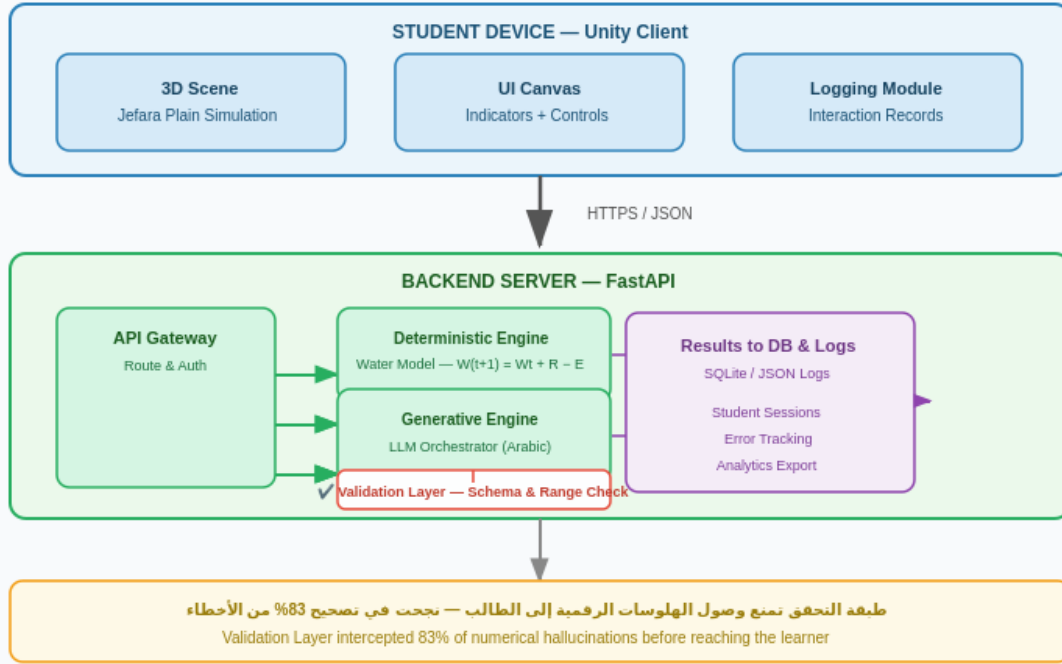 STUDENT DEVICE — Unity Client
3D Scene
Jefara Plain Simulation
UI Canvas
Indicators + Controls
Logging Module
Interaction Records
HTTPS / JSON
BACKEND SERVER — FastAPI
API Gateway
Route & Auth
Deterministic Engine
Water Model — W(t+1) = Wt + R − E
Generative Engine
LLM Orchestrator (Arabic)
✔ Validation Layer — Schema & Range Check
Results to DB & Logs
SQLite / JSON Logs
Student Sessions
Error Tracking
Analytics Export
طبقة التحقق تمنع وصول الهلوسات الرقمية إلى الطالب — نجحت في تصحيح 83% من الأخطاء
Validation Layer intercepted 83% of numerical hallucinations before reaching the learner